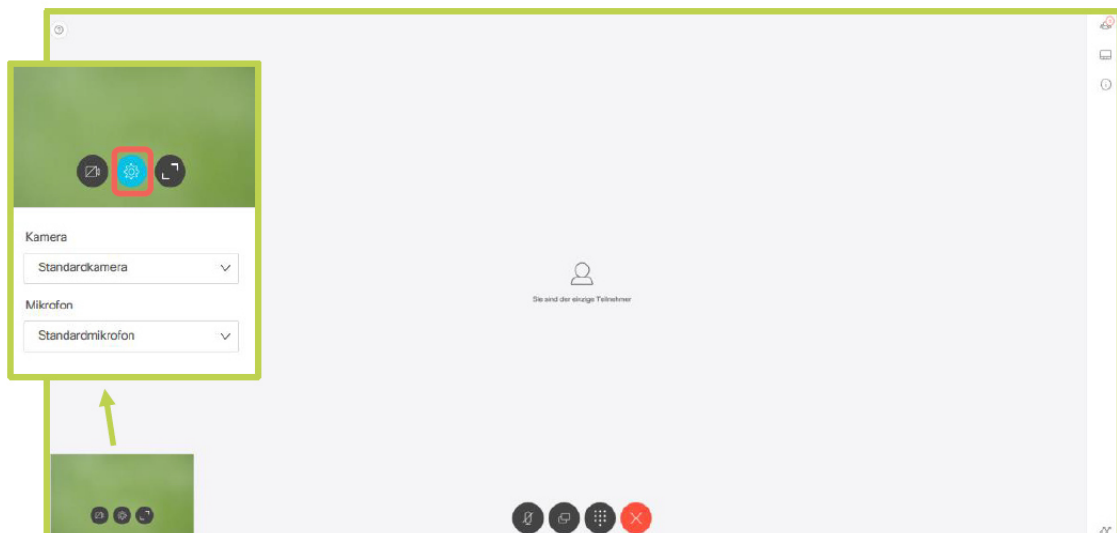 Kamera
Standardkamera
Mikrofon
Standardmikrofon
Sie sind der einzige Teilnehmer